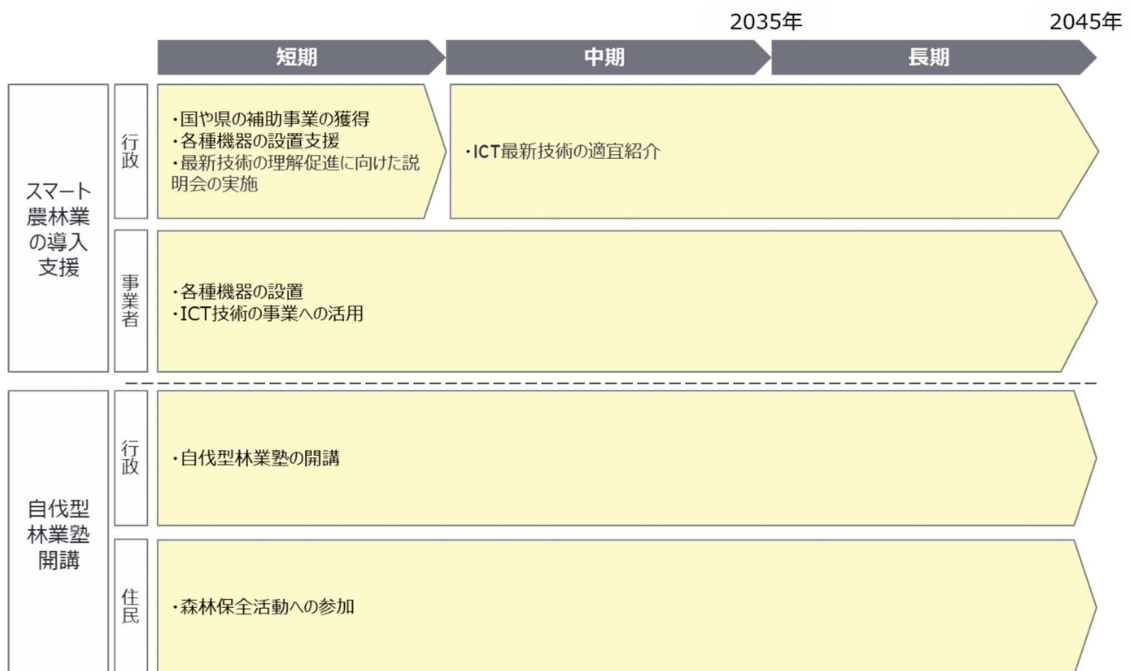 2035年
2045年
短期
中期
長期
スマート
農林業
の導入
支援
行政
・国や県の補助事業の獲得
・各種機器の設置支援
・最新技術の理解促進に向けた説
明会の実施
・ICT最新技術の適宜紹介
事業者
・各種機器の設置
・ICT技術の事業への活用
自伐型
林業塾
開講
行政
・自伐型林業塾の開講
住民
・森林保全活動への参加